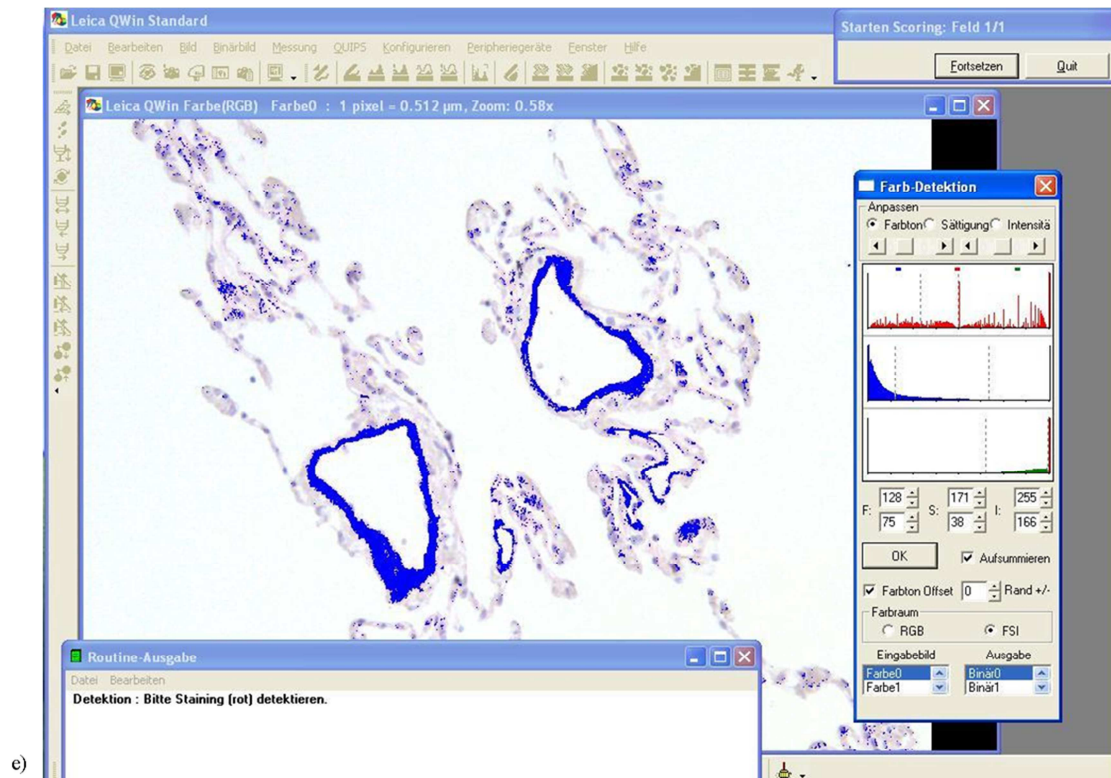 Leica QWin Standard
Datei Bearbeiten Bild Binärbild Messung QUIPS Konfigurieren Peripheriegeräte Fenster Hilfe
Starten Scoring: Feld 1/1
Fortsetzen Quit
Leica QWin Farbe(RGB) Farbe0 : 1 pixel = 0.512 µm, Zoom: 0.58x
Farb-Detektion
Anpassen
Farbton Sättigung Intensitä
128 171 255
F: S: I:
75 38 166
OK Aufsummieren
Farbton Offset 0 Rand +/-
Farbraum
RGB FSI
Eingabebild Ausgabe
Farbe0 Binär0
Farbe1 Binär1
Routine-Ausgabe
Datei Bearbeiten
Detektion : Bitte Staining (rot) detektieren.
e)